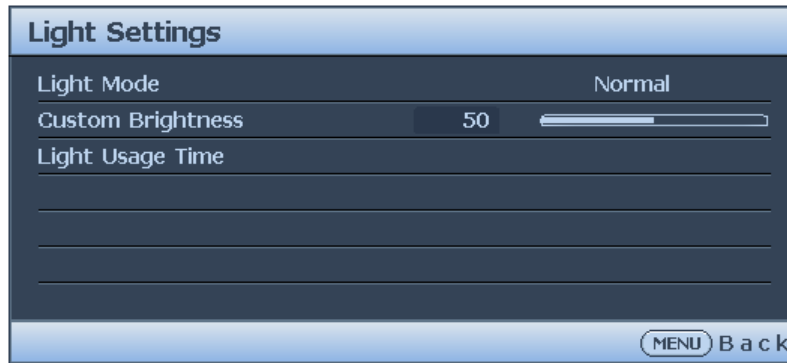 Light Settings
Light Mode Normal
Custom Brightness 50
Light Usage Time
MENU Back